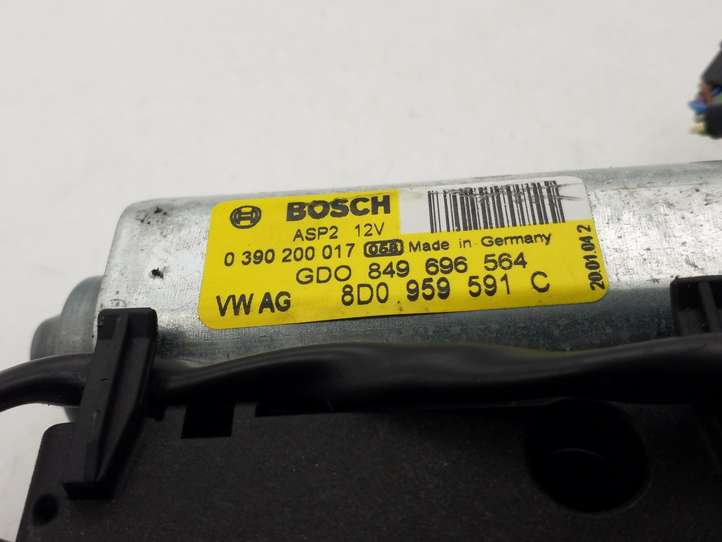 BOSCH
ASP2 12V
0 390 200 017 068 Made in Germany
GDO 849 696 564
VW AG 8D0 959 591 C
2001042